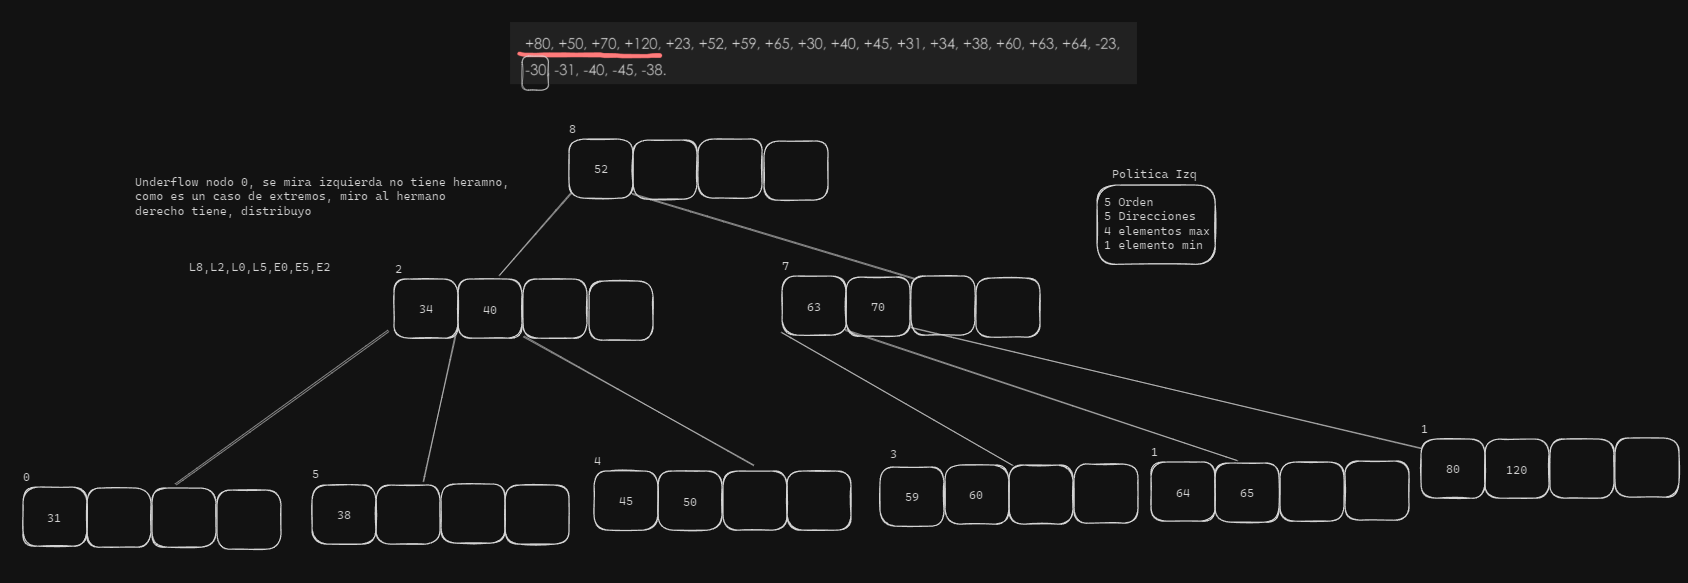 +80, +50, +70, +120, +23, +52, +59, +65, +30, +40, +45, +31, +34, +38, +60, +63, +64, -23,
-30, -31, -40, -45, -38.
8
52
Politica Izq
5 Orden
5 Direcciones
4 elementos max
1 elemento min
Underflow nodo 0, se mira izquierda no tiene heramno,
como es un caso de extremos, miro al hermano
derecho tiene, distribuyo
L8,L2,L0,L5,E0,E5,E2
2
34 40
7
63 70
0
31
5
38
4
45 50
3
59 60
1
64 65
1
80 120